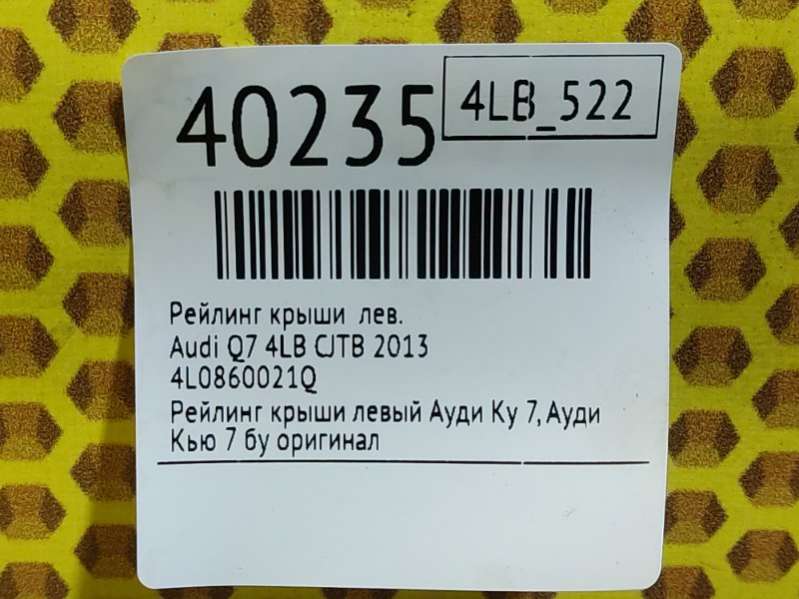 40235
4LB_522
Рейлинг крыши лев.
Audi Q7 4LB CJTB 2013
4L0860021Q
Рейлинг крыши левый Ауди Ку 7, Ауди
Кью 7 бу оригинал